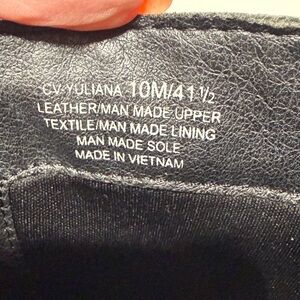 CV-YULIANA 10M/41 1/2
LEATHER/MAN MADE UPPER
TEXTILE/MAN MADE LINING
MAN MADE SOLE
MADE IN VIETNAM